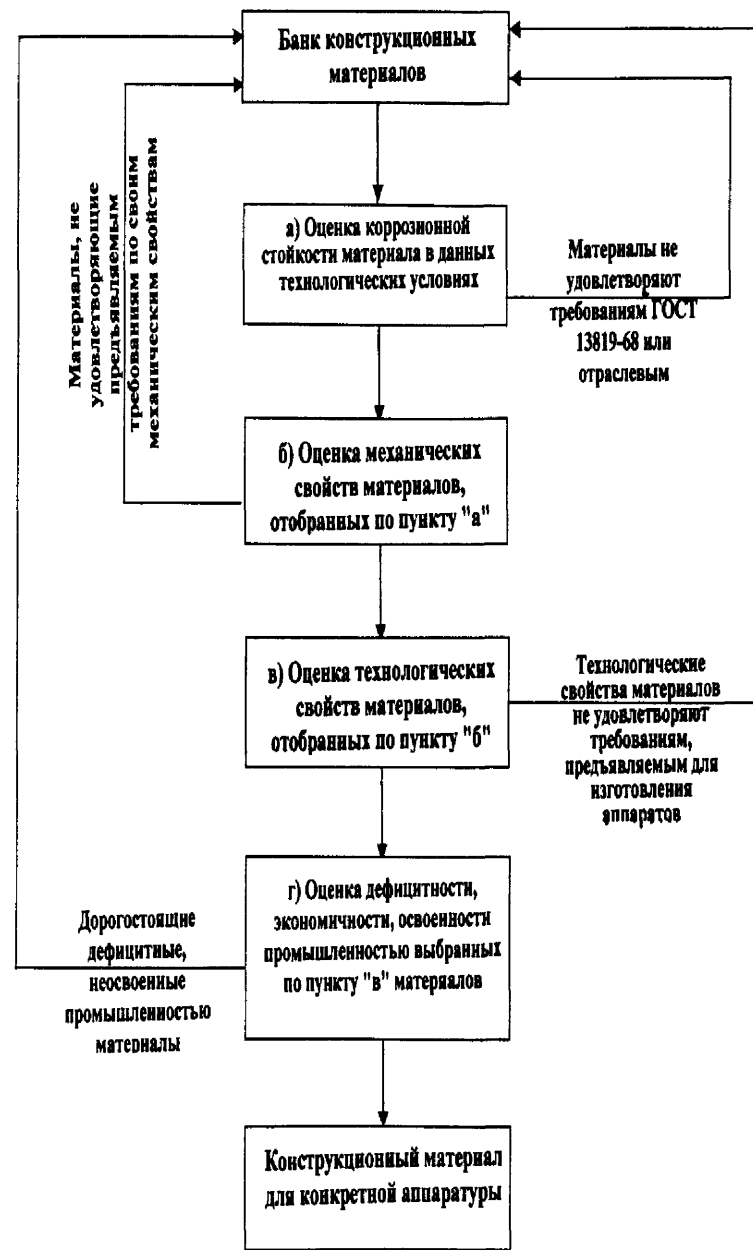 Банк конструкционных
материалов
Материалы, не
удовлетворяющие
предъявляемым
требованиям по своим
механическим свойствам
а) Оценка коррозионной
стойкости материала в данных
технологических условиях
Материалы не
удовлетворяют
требованиям ГОСТ
13819-68 или
отраслевым
б) Оценка механических
свойств материалов,
отобранных по пункту "а"
в) Оценка технологических
свойств материалов,
отобранных по пункту "б"
Технологические
свойства материалов
не удовлетворяют
требованиям,
предъявляемым для
изготовления
аппаратов
г) Оценка дефицитности,
экономичности, освоенности
промышленностью выбранных
по пункту "в" материалов
Дорогостоящие
дефицитные,
неосвоенные
промышленностью
материалы
Конструкционный материал
для конкретной аппаратуры